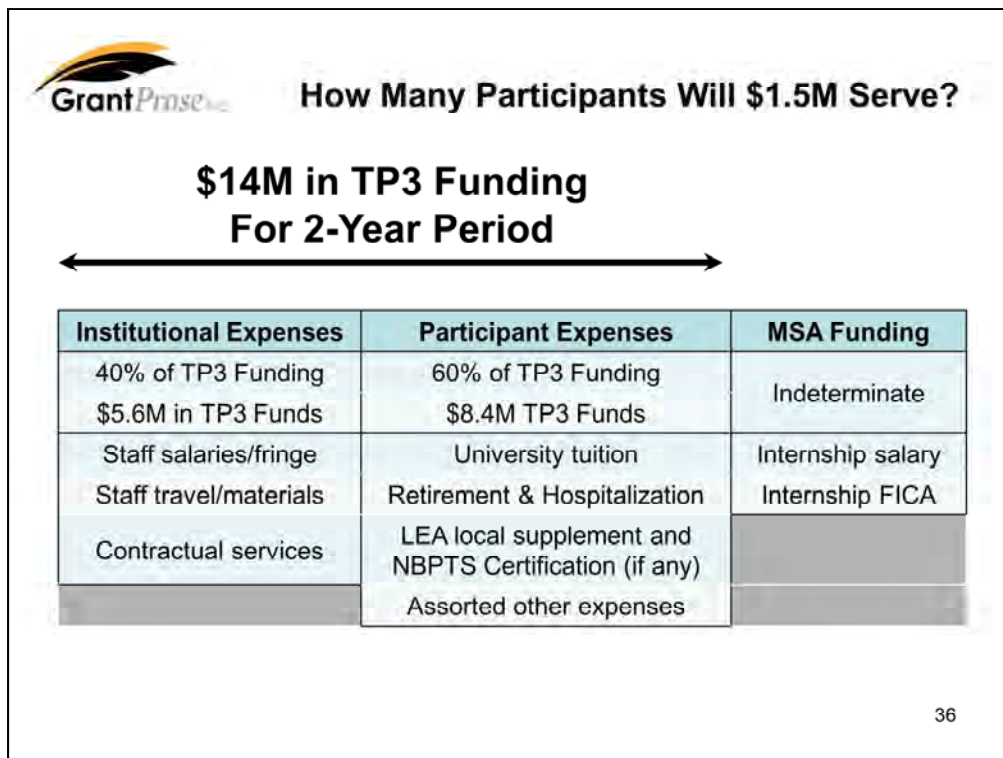 GrantProse
How Many Participants Will $1.5M Serve?
$14M in TP3 Funding
For 2-Year Period
Institutional Expenses
Participant Expenses
MSA Funding
40% of TP3 Funding
60% of TP3 Funding
Indeterminate
$5.6M in TP3 Funds
$8.4M TP3 Funds
Staff salaries/fringe
University tuition
Internship salary
Staff travel/materials
Retirement & Hospitalization
Internship FICA
Contractual services
LEA local supplement and
NBPTS Certification (if any)
Assorted other expenses
36